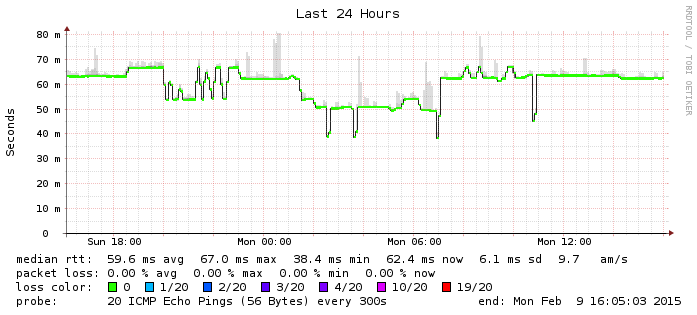 Last 24 Hours
RRDTOOL / TOBI OETIKER
Seconds
80 m
70 m
60 m
50 m
40 m
30 m
20 m
10 m
0
Sun 18:00 Mon 00:00 Mon 06:00 Mon 12:00
median rtt: 59.6 ms avg 67.0 ms max 38.4 ms min 62.4 ms now 6.1 ms sd 9.7 am/s
packet loss: 0.00 % avg 0.00 % max 0.00 % min 0.00 % now
loss color: 0 1/20 2/20 3/20 4/20 10/20 19/20
probe: 20 ICMP Echo Pings (56 Bytes) every 300s end: Mon Feb 9 16:05:03 2015